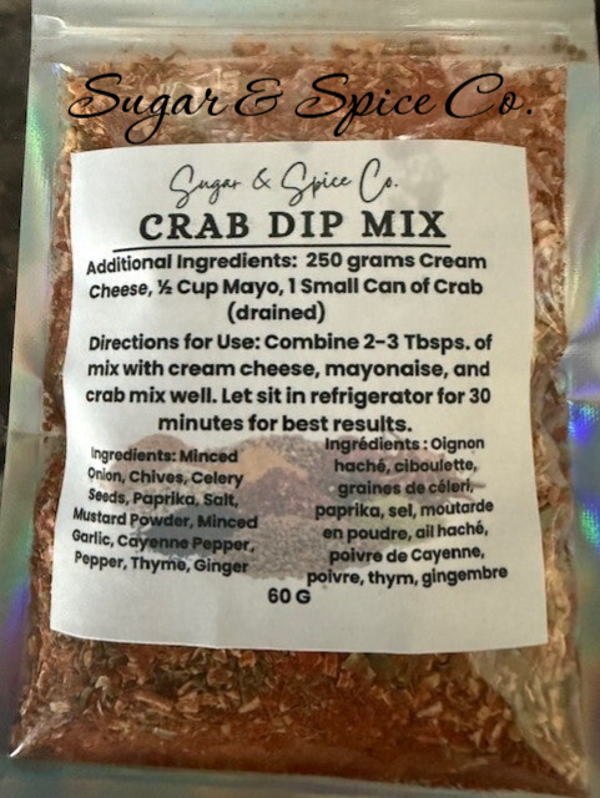 Sugar & Spice Co.
Sugar & Spice Co.
CRAB DIP MIX
Additional Ingredients: 250 grams Cream
Cheese, ½ Cup Mayo, 1 Small Can of Crab
(drained)
Directions for Use: Combine 2-3 Tbsps. of
mix with cream cheese, mayonaise, and
crab mix well. Let sit in refrigerator for 30
minutes for best results.
Ingredients: Minced
Onion, Chives, Celery
Seeds, Paprika, Salt,
Mustard Powder, Minced
Garlic, Cayenne Pepper,
Pepper, Thyme, Ginger
Ingrédients : Oignon
haché, ciboulette,
graines de céleri,
paprika, sel, moutarde
en poudre, ail haché,
poivre de Cayenne,
poivre, thym, gingembre
60 G